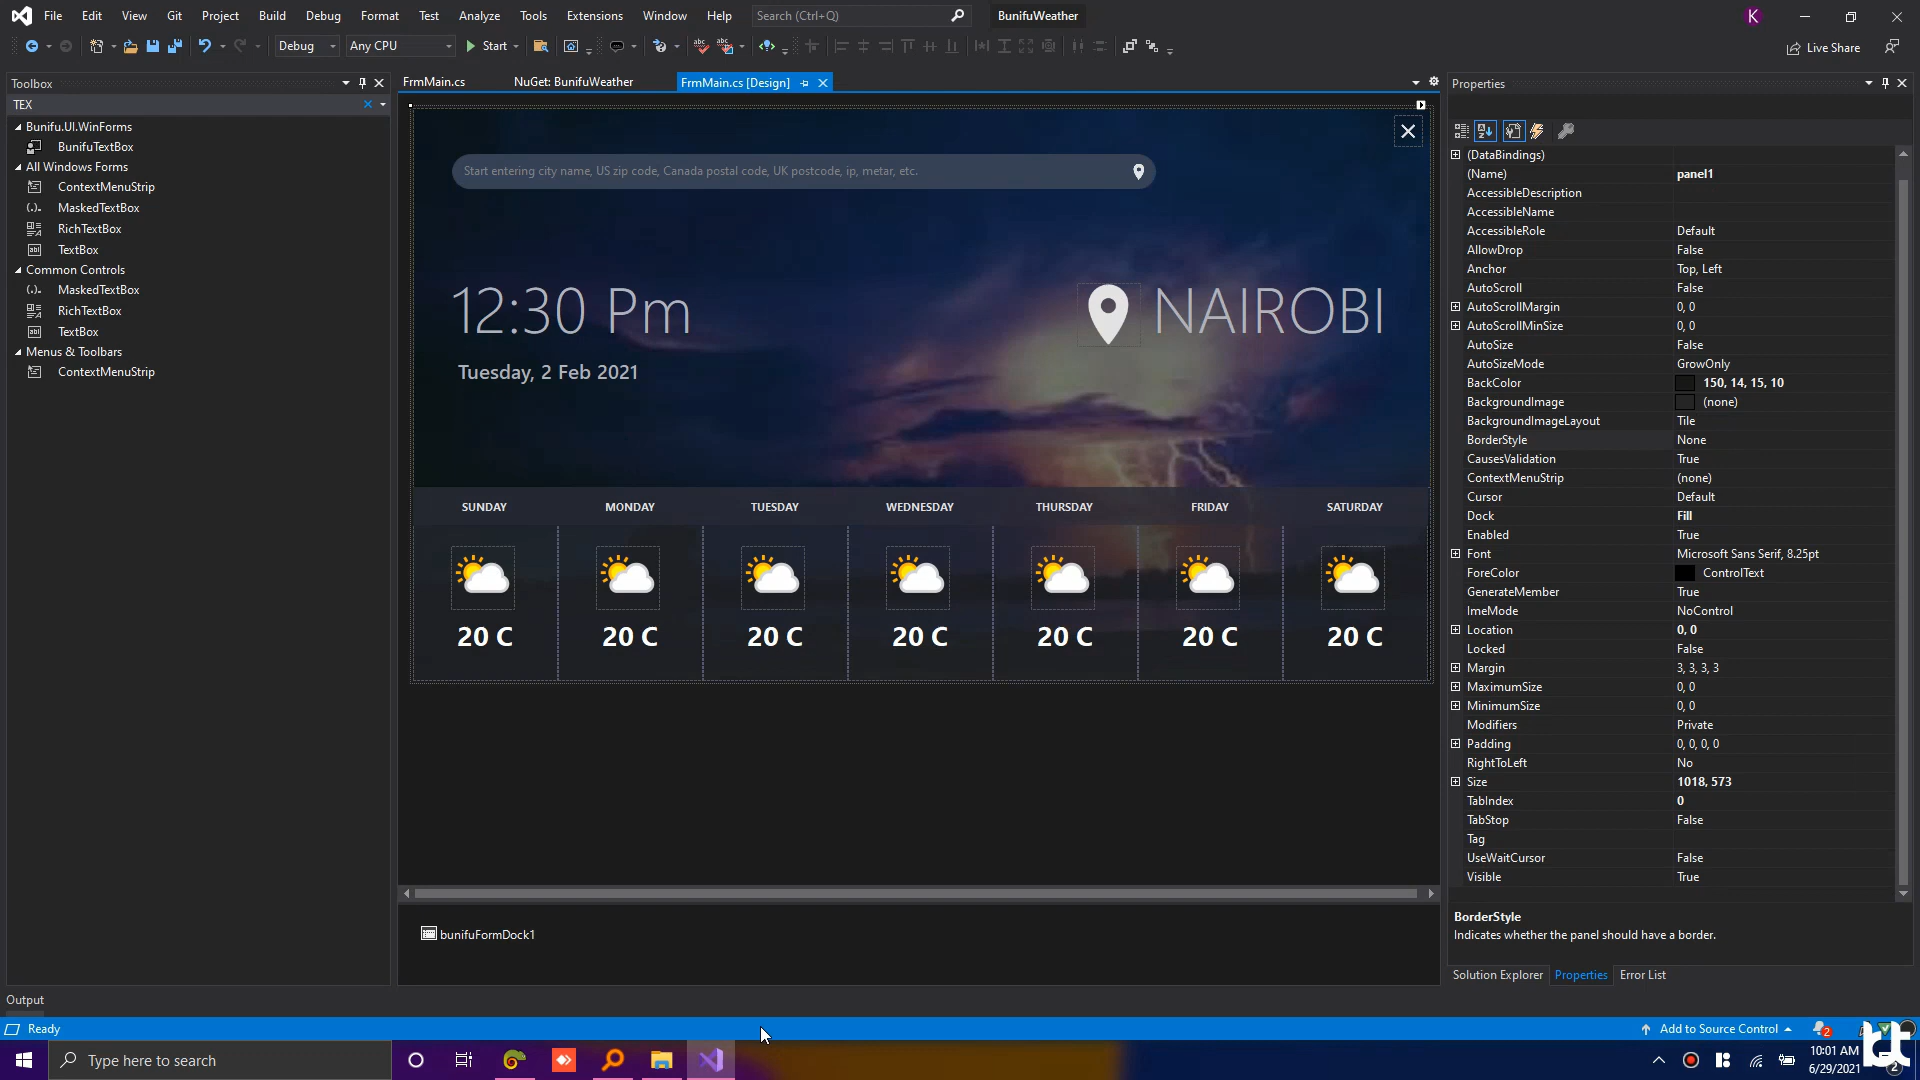 File Edit View Git Project Build Debug Format Test Analyze Tools Extensions Window Help Search (Ctrl+Q) BunifuWeather K
Debug Any CPU Start Live Share
Toolbox
TEX
Bunifu.UI.WinForms
BunifuTextBox
All Windows Forms
ContextMenuStrip
MaskedTextBox
RichTextBox
TextBox
Common Controls
MaskedTextBox
RichTextBox
TextBox
Menus & Toolbars
ContextMenuStrip
FrmMain.cs NuGet: BunifuWeather FrmMain.cs [Design]
Start entering city name, US zip code, Canada postal code, UK postcode, ip, metar, etc.
12:30 Pm NAIROBI
Tuesday, 2 Feb 2021
SUNDAY MONDAY TUESDAY WEDNESDAY THURSDAY FRIDAY SATURDAY
20 C 20 C 20 C 20 C 20 C 20 C 20 C
bunifuFormDock1
Properties
(DataBindings)
(Name) panel1
AccessibleDescription
AccessibleName
AccessibleRole Default
AllowDrop False
Anchor Top, Left
AutoScroll False
AutoScrollMargin 0, 0
AutoScrollMinSize 0, 0
AutoSize False
AutoSizeMode GrowOnly
BackColor 150, 14, 15, 10
BackgroundImage (none)
BackgroundImageLayout Tile
BorderStyle None
CausesValidation True
ContextMenuStrip (none)
Cursor Default
Dock Fill
Enabled True
Font Microsoft Sans Serif, 8.25pt
ForeColor ControlText
GenerateMember True
ImeMode NoControl
Location 0, 0
Locked False
Margin 3, 3, 3, 3
MaximumSize 0, 0
MinimumSize 0, 0
Modifiers Private
Padding 0, 0, 0, 0
RightToLeft No
Size 1018, 573
TabIndex 0
TabStop False
Tag
UseWaitCursor False
Visible True
BorderStyle
Indicates whether the panel should have a border.
Solution Explorer Properties Error List
Output
Ready Add to Source Control 2
Type here to search 10:01 AM
6/29/2021 2